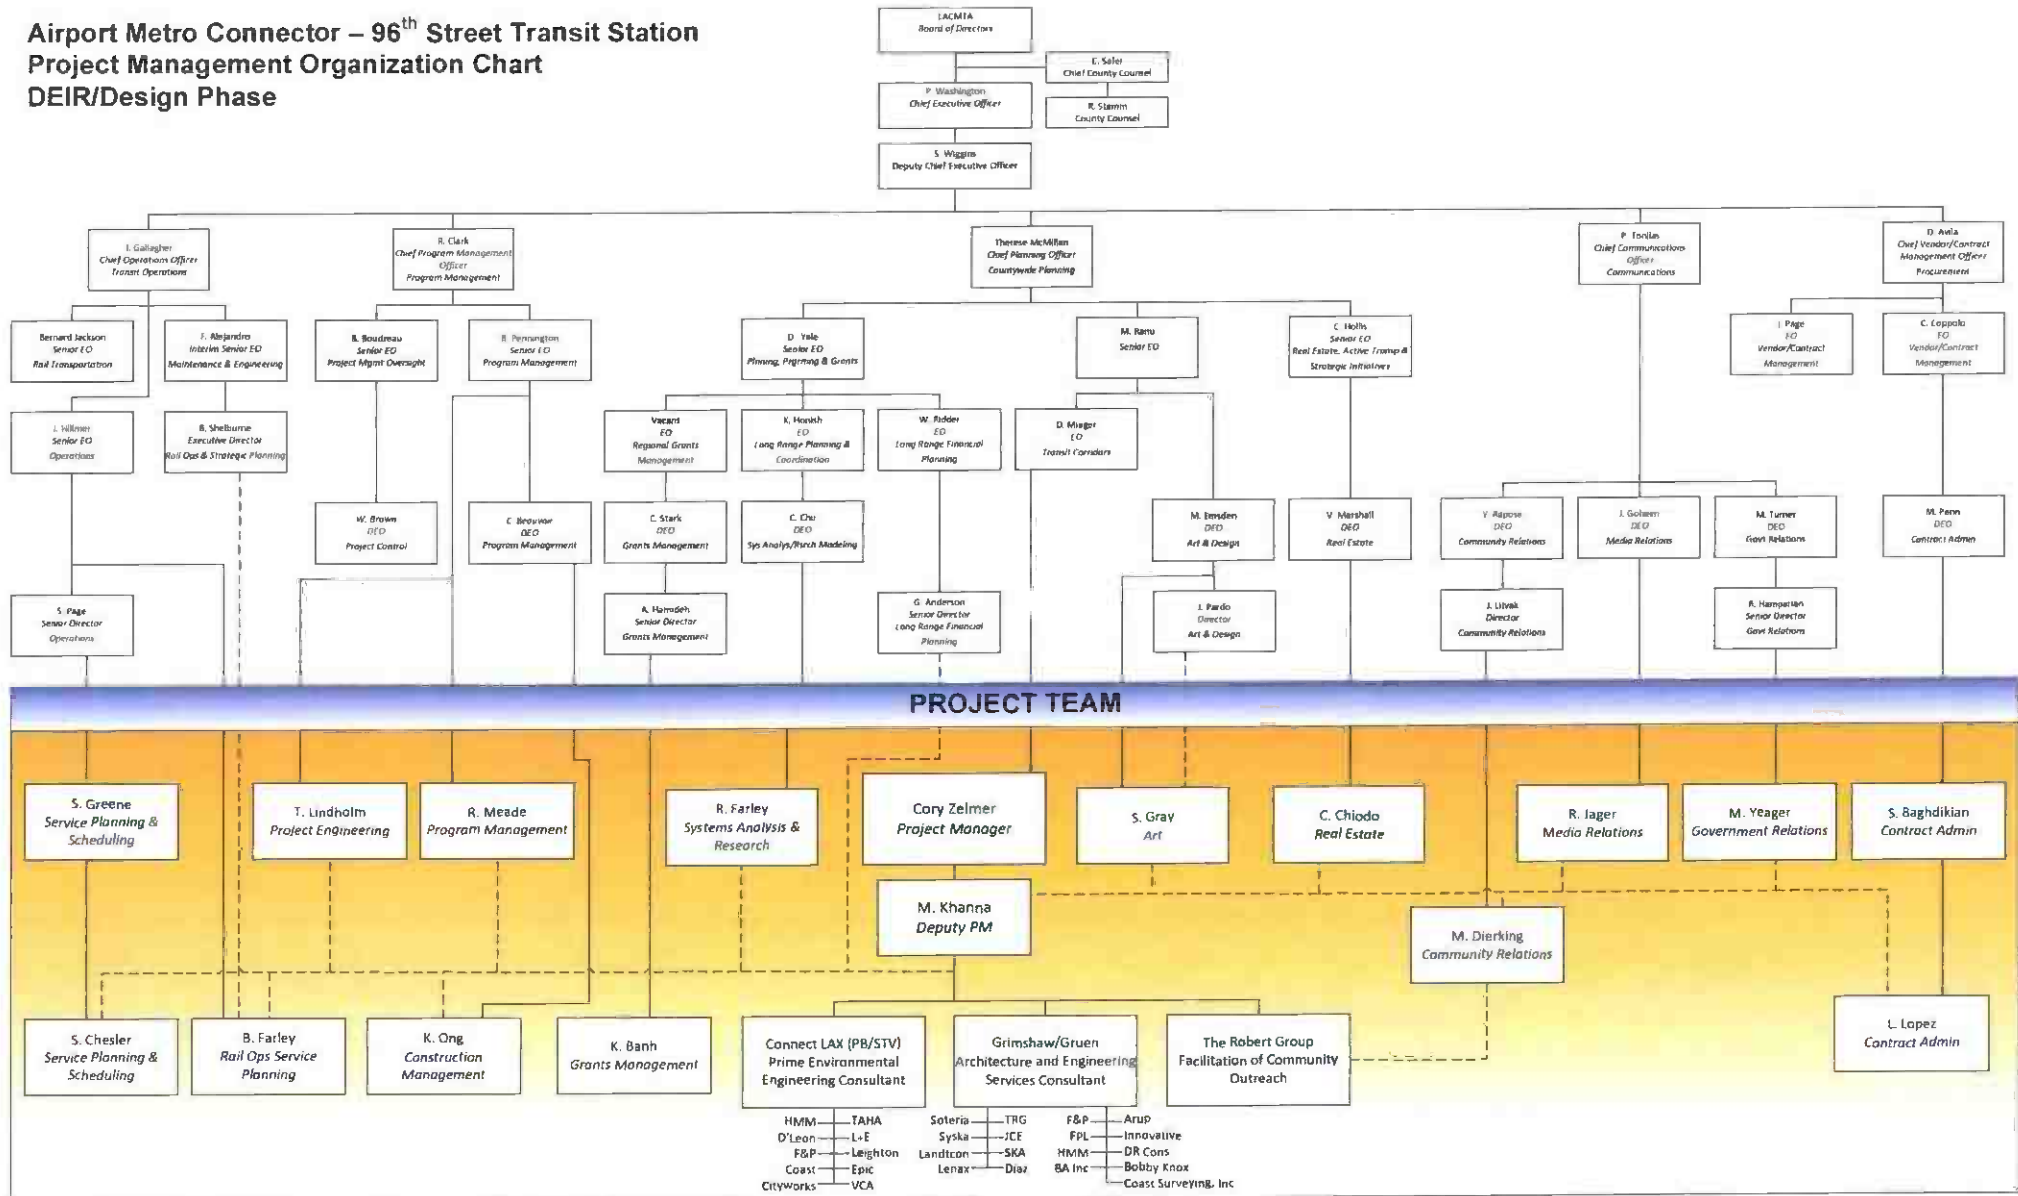 Airport Metro Connector – 96th Street Transit Station
Project Management Organization Chart
DEIR/Design Phase
LACMTA
Board of Directors
C. Safer
Chief County Counsel
P. Washington
Chief Executive Officer
R. Stamm
County Counsel
S. Wiggins
Deputy Chief Executive Officer
J. Gallagher
Chief Operations Officer
Transit Operations
R. Clark
Chief Program Management
Officer
Program Management
Therese McMillan
Chief Planning Officer
Countywide Planning
P.
Chief Communications
Officer
Communications
D. Avila
Chief Vendor/Contract
Management Officer
Procurement
Bernard Jackson
Senior EO
Rail Transportation
F. Alejandro
Interim Senior EO
Maintenance & Engineering
B. Boudreau
Senior EO
Project Mgmt Oversight
B. Pennington
Senior EO
Program Management
D. Yale
Senior EO
Planning, Prgrming & Grants
M.
Senior EO
C. Hollis
Senior EO
Real Estate, Active Transp &
Strategic Initiatives
J. Page
EO
Vendor/Contract
Management
C. Coppolo
EO
Vendor/Contract
Management
J. Hillmer
Senior EO
Operations
B. Shelburne
Executive Director
Rail Ops & Strategic Planning
Vacant
EO
Regional Grants
Management
K. Honish
EO
Long Range Planning &
Coordination
W. Ridder
EO
Long Range Financial
Planning
D. Mieger
EO
Transit Corridors
W. Brown
DEO
Project Control
C. Beauvoir
DEO
Program Management
C. Stark
DEO
Grants Management
C. Chu
DEO
Sys Analys/Rsrch Modeling
M. Emsden
DEO
Art & Design
V. Marshall
DEO
Real Estate
Y. Rapose
DEO
Community Relations
J. Golseen
DEO
Media Relations
M. Turner
DEO
Govt Relations
M. Penn
DEO
Contract Admin
S. Page
Senior Director
Operations
A. Hamideh
Senior Director
Grants Management
G. Anderson
Senior Director
Long Range Financial
Planning
J. Pardo
Director
Art & Design
J. Litvak
Director
Community Relations
R. Hamparian
Senior Director
Govt Relations
PROJECT TEAM
S. Greene
Service Planning &
Scheduling
T. Lindholm
Project Engineering
R. Meade
Program Management
R. Farley
Systems Analysis &
Research
Cory Zelmer
Project Manager
S. Gray
Art
C. Chiodo
Real Estate
R. Jager
Media Relations
M. Yeager
Government Relations
S. Baghdikian
Contract Admin
M. Khanna
Deputy PM
M. Dierking
Community Relations
S. Chesler
Service Planning &
Scheduling
B. Farley
Rail Ops Service
Planning
K. Ong
Construction
Management
K. Banh
Grants Management
Connect LAX (PB/STV)
Prime Environmental
Engineering Consultant
Grimshaw/Gruen
Architecture and Engineering
Services Consultant
The Robert Group
Facilitation of Community
Outreach
L. Lopez
Contract Admin
HMM TAHA
D'Leon L+E
F&P Leighton
Coast Epic
Cityworks VCA
Soteria TRG
Syska JCE
Landtcon SKA
Lenax Diaz
F&P Arup
FPL Innovative
HMM DR Cons
BA Inc Bobby Knox
Coast Surveying, Inc